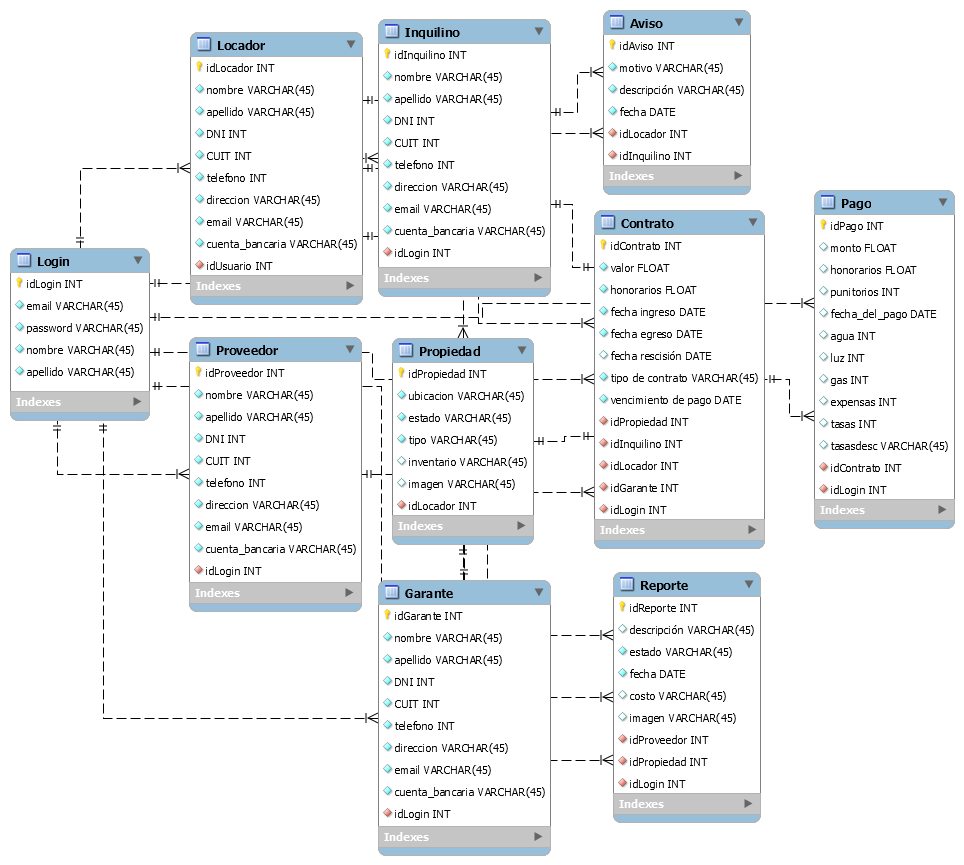 Locador
idLocador INT
nombre VARCHAR(45)
apellido VARCHAR(45)
DNI INT
CUIT INT
telefono INT
direccion VARCHAR(45)
email VARCHAR(45)
cuenta_bancaria VARCHAR(45)
idUsuario INT
Indexes
Inquilino
idInquilino INT
nombre VARCHAR(45)
apellido VARCHAR(45)
DNI INT
CUIT INT
telefono INT
direccion VARCHAR(45)
email VARCHAR(45)
cuenta_bancaria VARCHAR(45)
idLogin INT
Indexes
Aviso
idAviso INT
motivo VARCHAR(45)
descripción VARCHAR(45)
fecha DATE
idLocador INT
idInquilino INT
Indexes
Login
idLogin INT
email VARCHAR(45)
password VARCHAR(45)
nombre VARCHAR(45)
apellido VARCHAR(45)
Indexes
Contrato
idContrato INT
valor FLOAT
honorarios FLOAT
fecha ingreso DATE
fecha egreso DATE
fecha rescisión DATE
tipo de contrato VARCHAR(45)
vencimiento de pago DATE
idPropiedad INT
idInquilino INT
idLocador INT
idGarante INT
idLogin INT
Indexes
Pago
idPago INT
monto FLOAT
honorarios FLOAT
punitorios INT
fecha_del_pago DATE
agua INT
luz INT
gas INT
expensas INT
tasas INT
tasasdesc VARCHAR(45)
idContrato INT
idLogin INT
Indexes
Proveedor
idProveedor INT
nombre VARCHAR(45)
apellido VARCHAR(45)
DNI INT
CUIT INT
telefono INT
direccion VARCHAR(45)
email VARCHAR(45)
cuenta_bancaria VARCHAR(45)
idLogin INT
Indexes
Propiedad
idPropiedad INT
ubicacion VARCHAR(45)
estado VARCHAR(45)
tipo VARCHAR(45)
inventario VARCHAR(45)
imagen VARCHAR(45)
idLocador INT
Indexes
Garante
idGarante INT
nombre VARCHAR(45)
apellido VARCHAR(45)
DNI INT
CUIT INT
telefono INT
direccion VARCHAR(45)
email VARCHAR(45)
cuenta_bancaria VARCHAR(45)
idLogin INT
Indexes
Reporte
idReporte INT
descripción VARCHAR(45)
estado VARCHAR(45)
fecha DATE
costo VARCHAR(45)
imagen VARCHAR(45)
idProveedor INT
idPropiedad INT
idLogin INT
Indexes